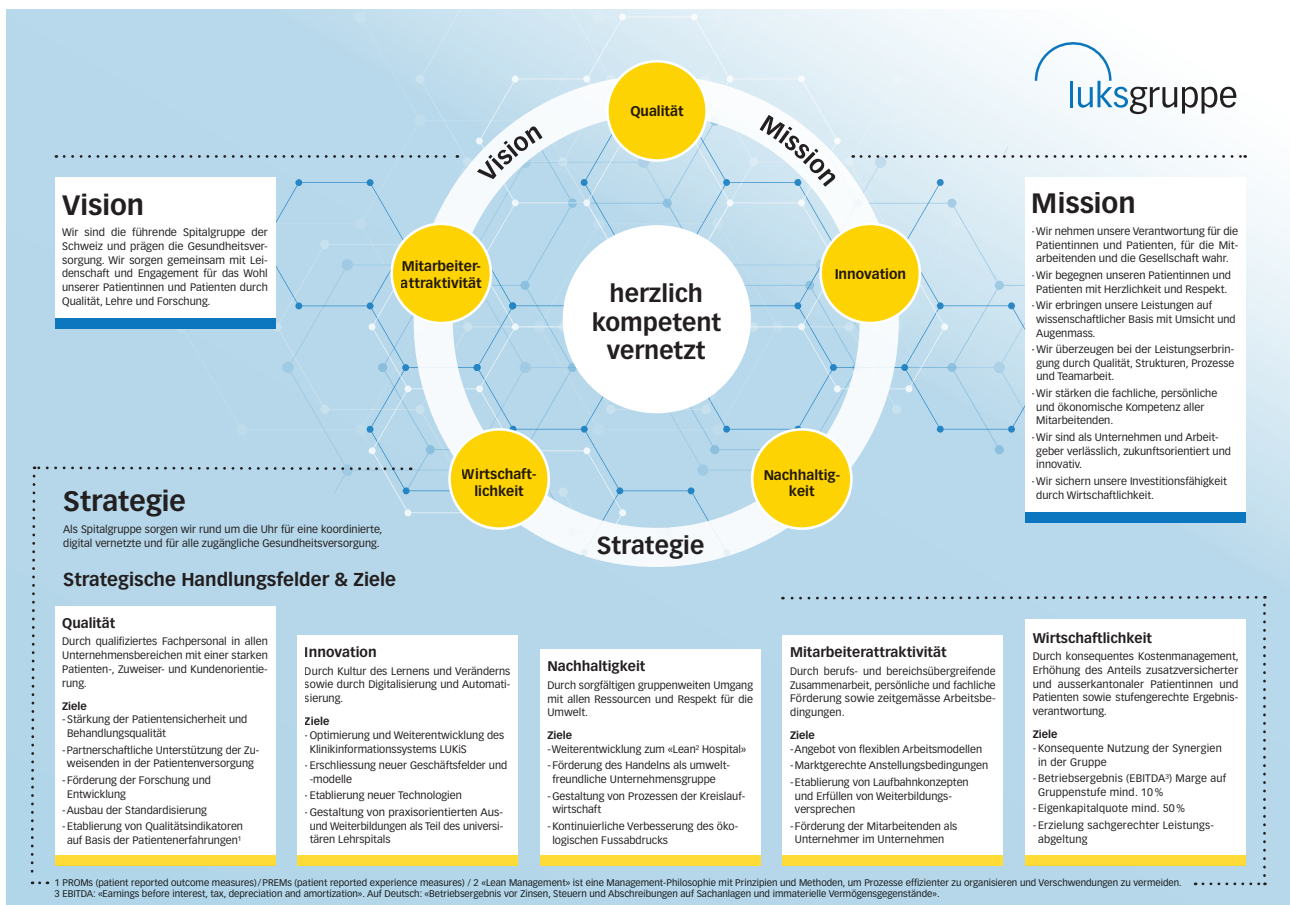 luksgruppe
Qualität
Vision
Mission
Mitarbeiter-
attraktivität
Innovation
herzlich
kompetent
vernetzt
Wirtschaft-
lichkeit
Nachhaltig-
keit
Strategie
Vision
Wir sind die führende Spitalgruppe der
Schweiz und prägen die Gesundheitsver-
sorgung. Wir sorgen gemeinsam mit Lei-
denschaft und Engagement für das Wohl
unserer Patientinnen und Patienten durch
Qualität, Lehre und Forschung.
Mission
- Wir nehmen unsere Verantwortung für die
Patientinnen und Patienten, für die Mit-
arbeitenden und die Gesellschaft wahr.
- Wir begegnen unseren Patientinnen und
Patienten mit Herzlichkeit und Respekt.
- Wir erbringen unsere Leistungen auf
wissenschaftlicher Basis mit Umsicht und
Augenmass.
- Wir überzeugen bei der Leistungserbrin-
gung durch Qualität, Strukturen, Prozesse
und Teamarbeit.
- Wir stärken die fachliche, persönliche
und ökonomische Kompetenz aller
Mitarbeitenden.
- Wir sind als Unternehmen und Arbeit-
geber verlässlich, zukunftsorientiert und
innovativ.
- Wir sichern unsere Investitionsfähigkeit
durch Wirtschaftlichkeit.
Strategie
Als Spitalgruppe sorgen wir rund um die Uhr für eine koordinierte,
digital vernetzte und für alle zugängliche Gesundheitsversorgung.
Strategische Handlungsfelder & Ziele
Qualität
Durch qualifiziertes Fachpersonal in allen
Unternehmensbereichen mit einer starken
Patienten-, Zuweiser- und Kundenorientie-
rung.
Ziele
- Stärkung der Patientensicherheit und
Behandlungsqualität
- Partnerschaftliche Unterstützung der Zu-
weisenden in der Patientenversorgung
- Förderung der Forschung und
Entwicklung
- Ausbau der Standardisierung
- Etablierung von Qualitätsindikatoren
auf Basis der Patientenerfahrungen¹
Innovation
Durch Kultur des Lernens und Veränderns
sowie durch Digitalisierung und Automati-
sierung.
Ziele
- Optimierung und Weiterentwicklung des
Klinikinformationssystems LUKiS
- Erschliessung neuer Geschäftsfelder und
-modelle
- Etablierung neuer Technologien
- Gestaltung von praxisorientierten Aus-
und Weiterbildungen als Teil des universi-
tären Lehrspitals
Nachhaltigkeit
Durch sorgfältigen gruppenweiten Umgang
mit allen Ressourcen und Respekt für die
Umwelt.
Ziele
- Weiterentwicklung zum «Lean² Hospital»
- Förderung des Handelns als umwelt-
freundliche Unternehmensgruppe
- Gestaltung von Prozessen der Kreislauf-
wirtschaft
- Kontinuierliche Verbesserung des öko-
logischen Fussabdrucks
Mitarbeiterattraktivität
Durch berufs- und bereichsübergreifende
Zusammenarbeit, persönliche und fachliche
Förderung sowie zeitgemässe Arbeitsbe-
dingungen.
Ziele
- Angebot von flexiblen Arbeitsmodellen
- Marktgerechte Anstellungsbedingungen
- Etablierung von Laufbahnkonzepten
und Erfüllen von Weiterbildungs-
versprechen
- Förderung der Mitarbeitenden als
Unternehmer im Unternehmen
Wirtschaftlichkeit
Durch konsequentes Kostenmanagement,
Erhöhung des Anteils zusatzversicherter
und ausserkantonaler Patientinnen und
Patienten sowie stufengerechte Ergebnis-
verantwortung.
Ziele
- Konsequente Nutzung der Synergien
in der Gruppe
- Betriebsergebnis (EBITDA³) Marge auf
Gruppenstufe mind. 10 %
- Eigenkapitalquote mind. 50 %
- Erzielung sachgerechter Leistungs-
abgeltung
1 PROMs (patient reported outcome measures)/PREMs (patient reported experience measures) / 2 «Lean Management» ist eine Management-Philosophie mit Prinzipien und Methoden, um Prozesse effizienter zu organisieren und Verschwendungen zu vermeiden.
3 EBITDA: «Earnings before interest, tax, depreciation and amortization». Auf Deutsch: «Betriebsergebnis vor Zinsen, Steuern und Abschreibungen auf Sachanlagen und immaterielle Vermögensgegenstände».